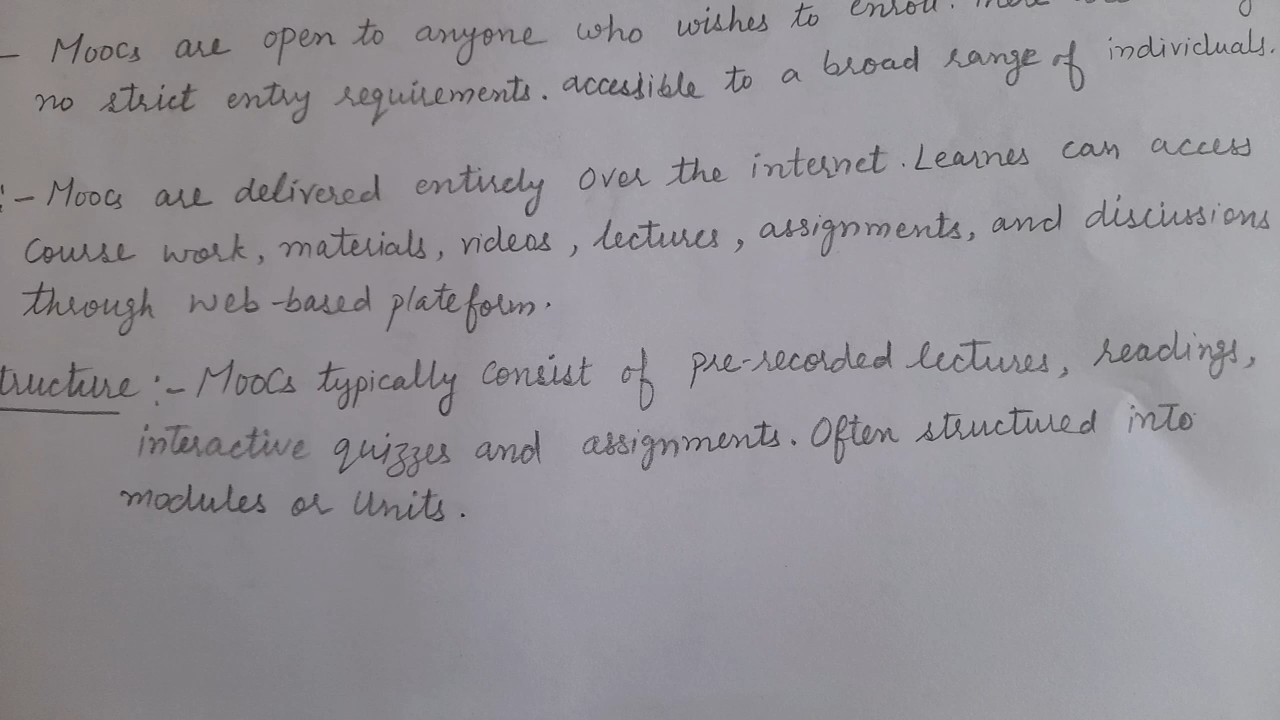 - Moocs are open to anyone who wishes to enroll.
no strict entry requirements. accessible to a broad range of individuals.
:- Moocs are delivered entirely over the internet. Learnes can access
course work, materials, videos, lectures, assignments, and discussions
through web-based plateform.
tructure :- MOOCs typically consist of pre-recorded lectures, readings,
interactive quizzes and assignments. Often structured into
modules or Units.